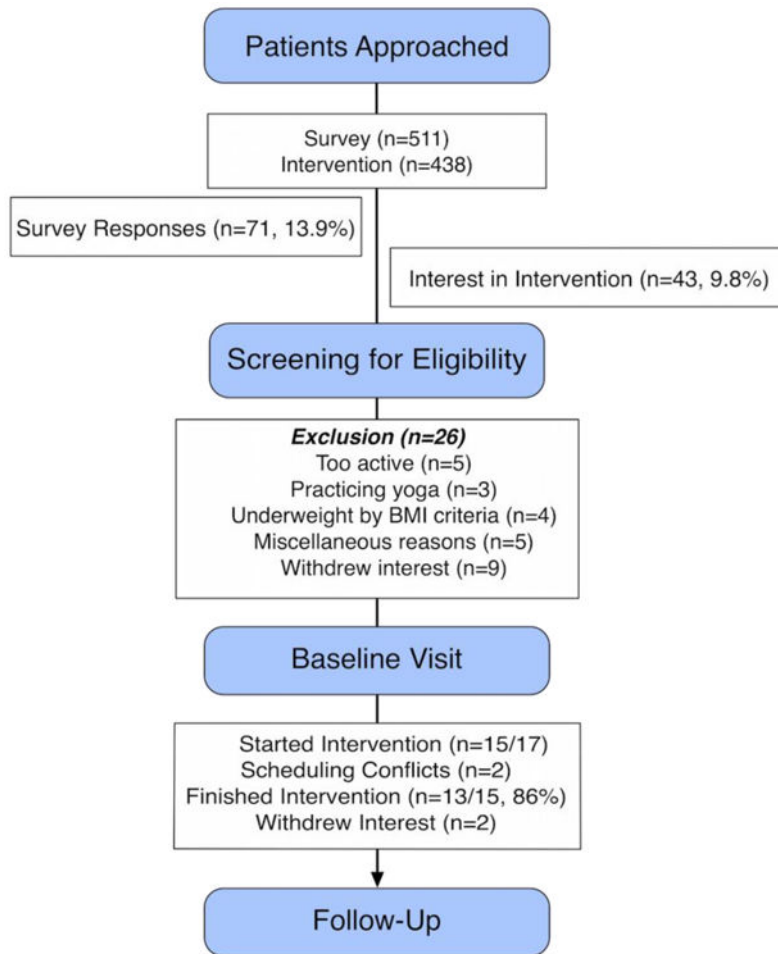 Patients Approached
Survey (n=511)
Intervention (n=438)
Survey Responses (n=71, 13.9%)
Interest in Intervention (n=43, 9.8%)
Screening for Eligibility
Exclusion (n=26)
Too active (n=5)
Practicing yoga (n=3)
Underweight by BMI criteria (n=4)
Miscellaneous reasons (n=5)
Withdrew interest (n=9)
Baseline Visit
Started Intervention (n=15/17)
Scheduling Conflicts (n=2)
Finished Intervention (n=13/15, 86%)
Withdrew Interest (n=2)
Follow-Up